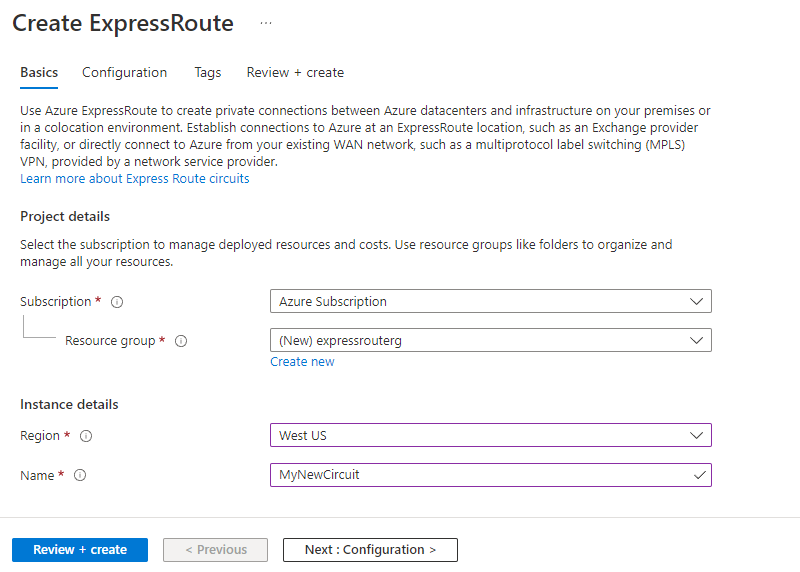 Create ExpressRoute ...
Basics Configuration Tags Review + create
Use Azure ExpressRoute to create private connections between Azure datacenters and infrastructure on your premises or
in a colocation environment. Establish connections to Azure at an ExpressRoute location, such as an Exchange provider
facility, or directly connect to Azure from your existing WAN network, such as a multiprotocol label switching (MPLS)
VPN, provided by a network service provider.
Learn more about Express Route circuits
Project details
Select the subscription to manage deployed resources and costs. Use resource groups like folders to organize and
manage all your resources.
Subscription * Azure Subscription
Resource group * (New) expressrouterg
Create new
Instance details
Region * West US
Name * MyNewCircuit
Review + create < Previous Next : Configuration >